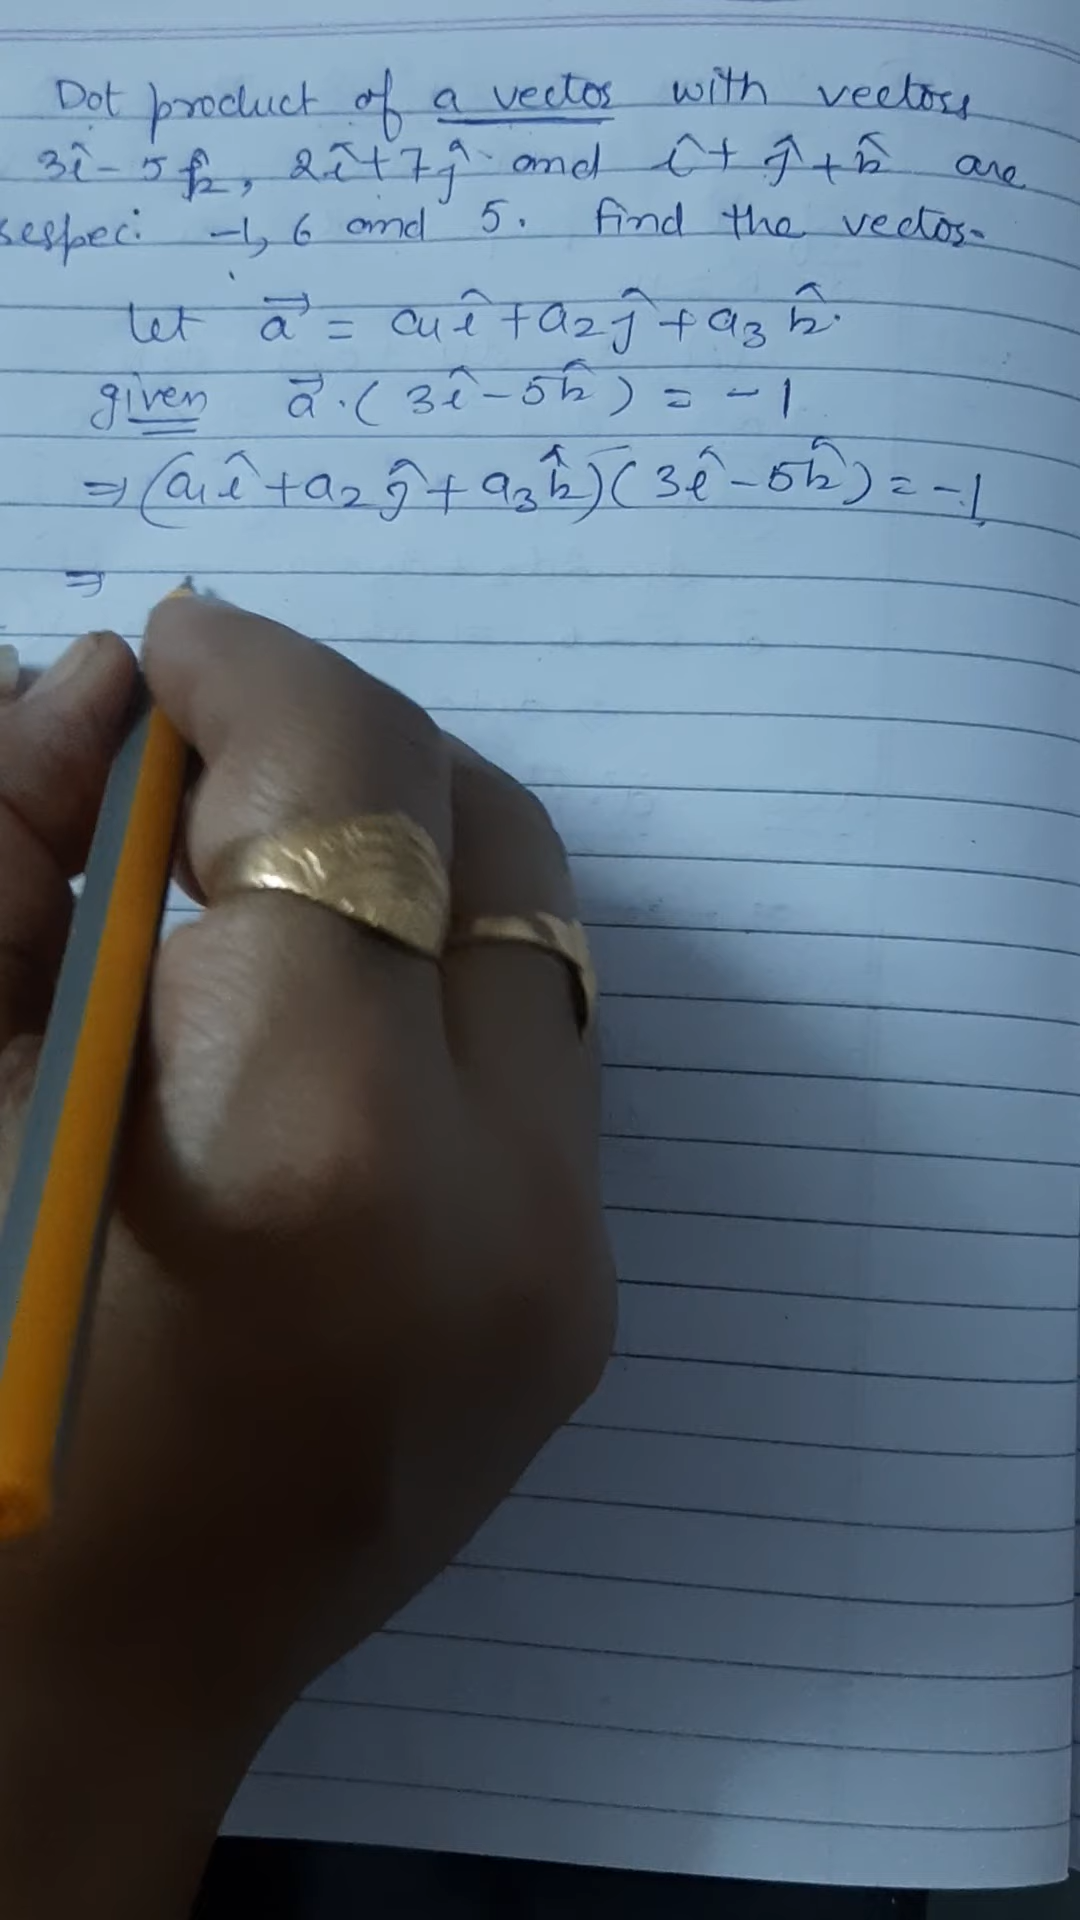 Dot product of a vector with vectors
3î - 5k̂, 2î + 7ĵ and î + ĵ + k̂ are
respec: -1, 6 and 5. find the vector.
let a⃗ = a₁î + a₂ĵ + a₃k̂.
given a⃗.(3î - 5k̂) = -1
⇒ (a₁î + a₂ĵ + a₃k̂)(3î - 5k̂) = -1
⇒